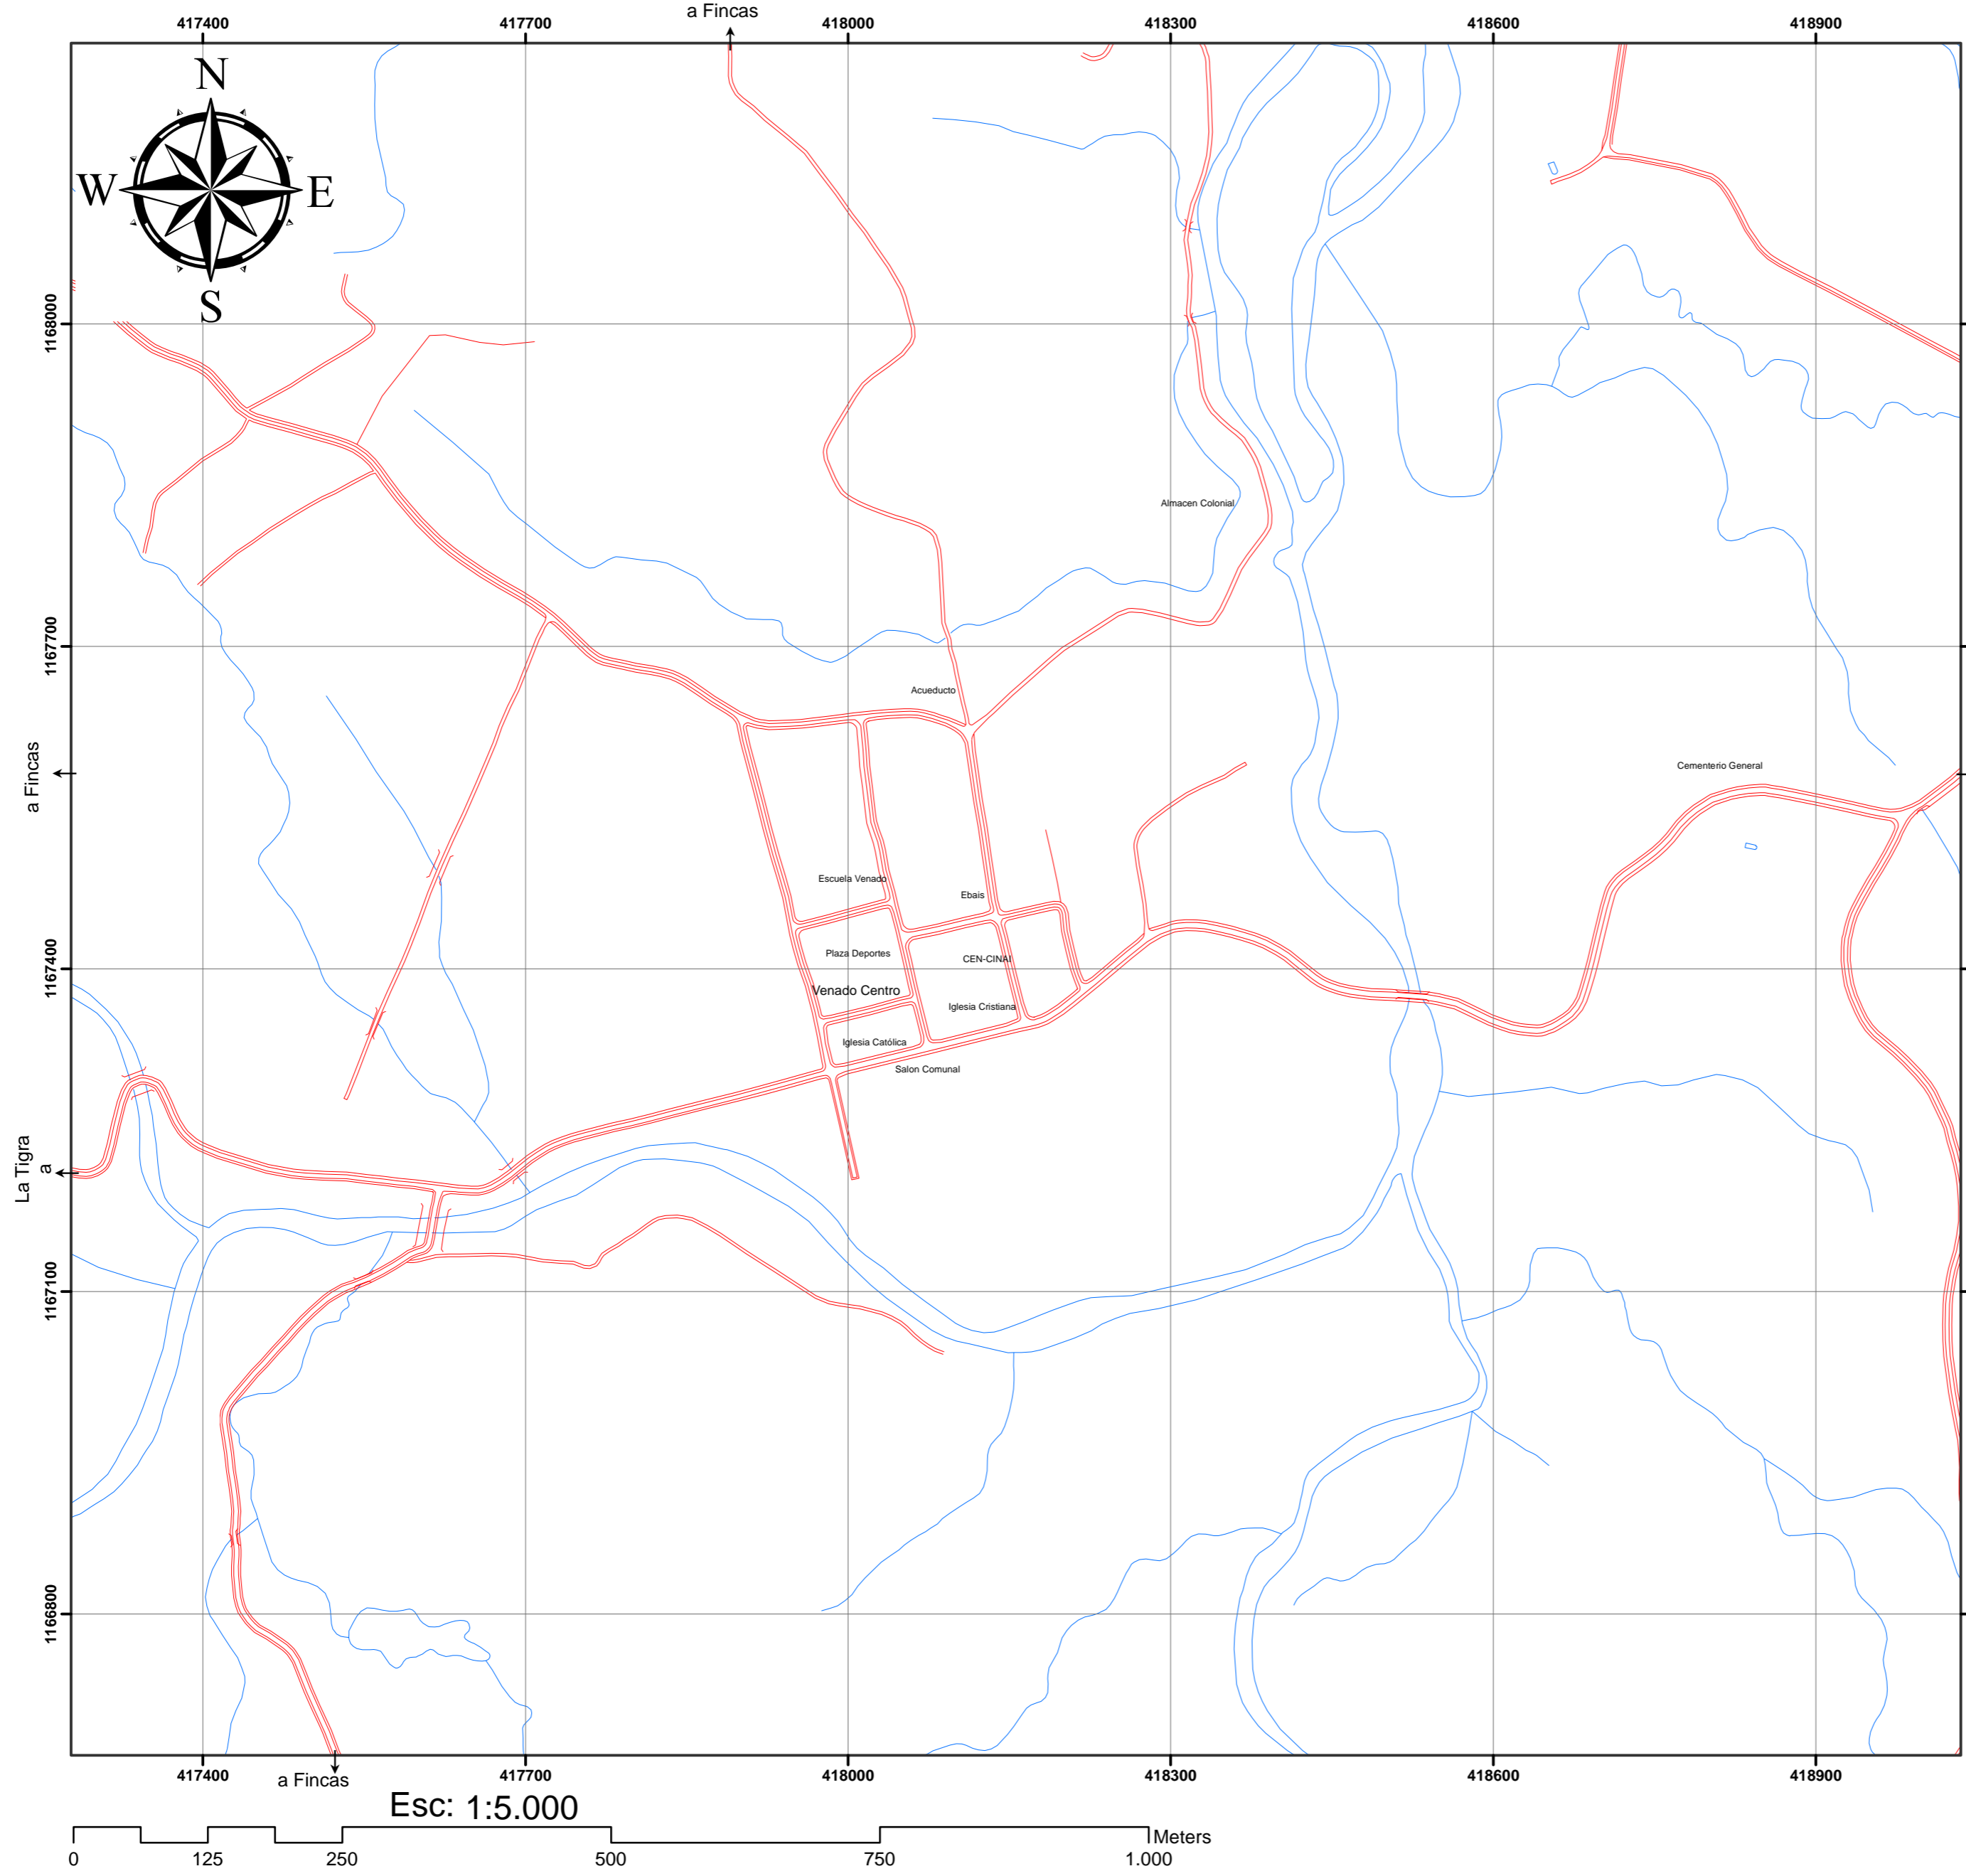 a Fincas
417400 417700 418000 418300 418600 418900
N
W E
S
1168000
Almacen Colonial
1167700
Acueducto
a Fincas
Cementerio General
Escuela Venado
Ebais
Plaza Deportes
CEN-CINAI
1167400
Venado Centro
Iglesia Cristiana
Iglesia Católica
Salon Comunal
a
La Tigra
1167100
1166800
417400 417700 418000 418300 418600 418900
a Fincas
Esc: 1:5.000
Meters
0 125 250 500 750 1.000